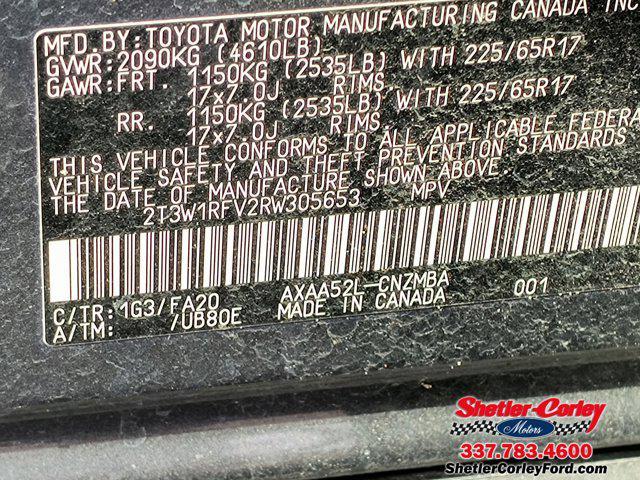 MFD.BY:TOYOTA MOTOR MANUFACTURING CANADA INC
GVWR:2090KG (4610LB)
GAWR:FRT. 1150KG (2535LB) WITH 225/65R17
17x7.0J RIMS
RR. 1150KG (2535LB) WITH 225/65R17
17x7.0J RIMS
THIS VEHICLE CONFORMS TO ALL APPLICABLE FEDERA
VEHICLE SAFETY AND THEFT PREVENTION STANDARDS
THE DATE OF MANUFACTURE SHOWN ABOVE.
2T3W1RFV2RW305653 MPV
C/TR:1G3/FA20 AXAA52L-CNZMBA 001
A/TM: /UB80E MADE IN CANADA
Shetler-Corley
Motors
337.783.4600
ShetlerCorleyFord.com